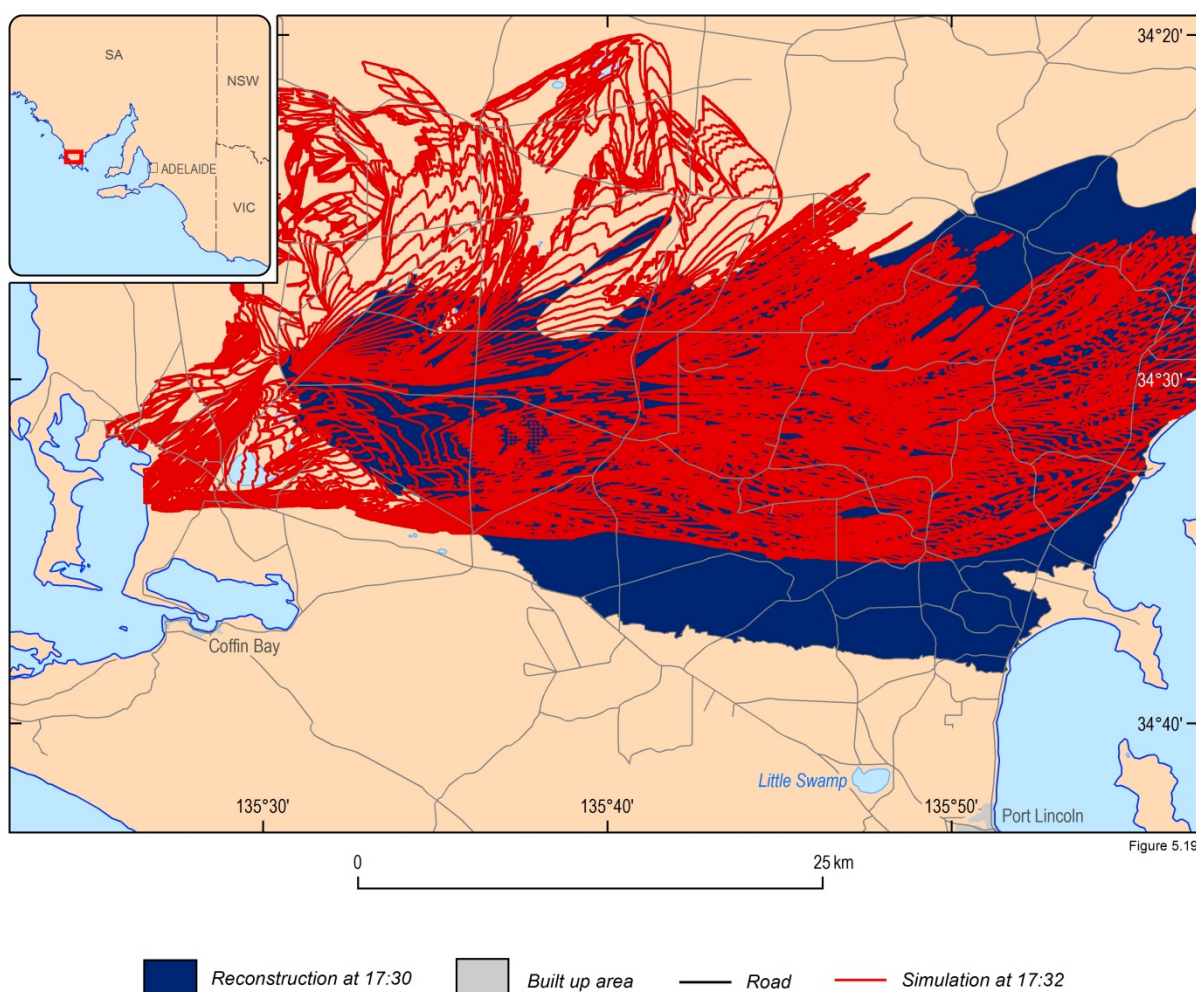 SA
NSW
ADELAIDE
VIC
34°20'
34°30'
34°40'
Coffin Bay
Little Swamp
135°30'
135°40'
135°50'
Port Lincoln
Figure 5.19
0
25 km
Reconstruction at 17:30
Built up area
Road
Simulation at 17:32